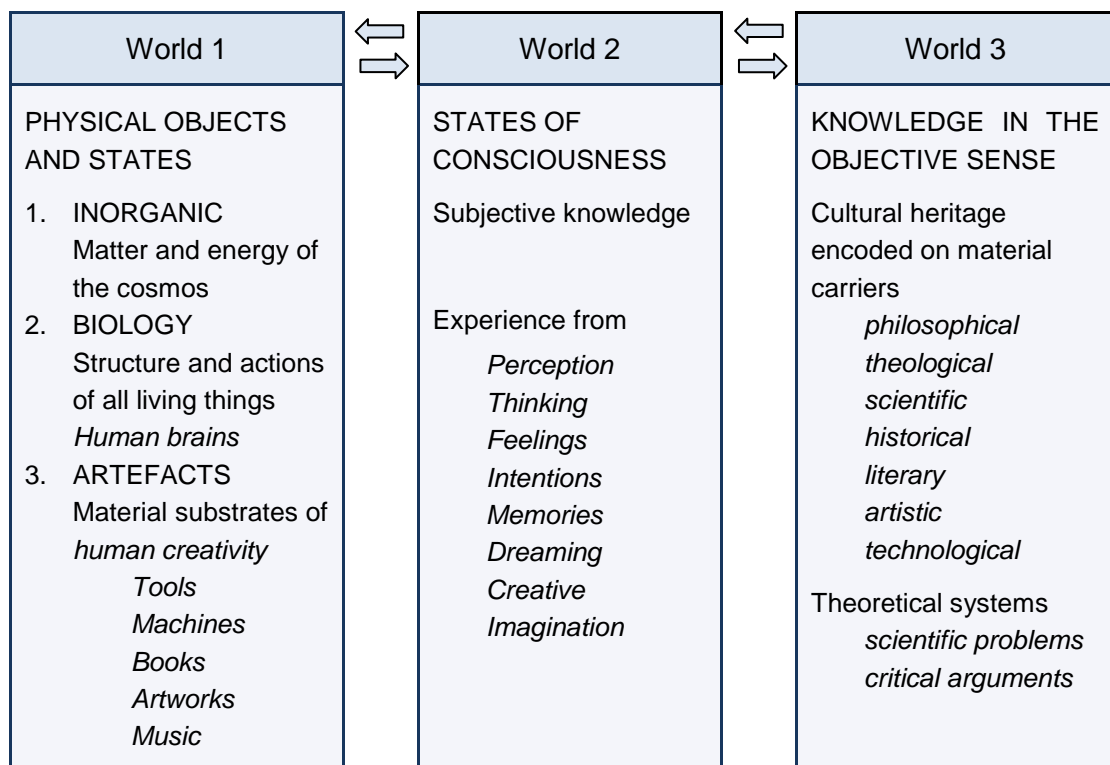 World 1
PHYSICAL OBJECTS
AND STATES
1. INORGANIC
Matter and energy of
the cosmos
2. BIOLOGY
Structure and actions
of all living things
Human brains
3. ARTEFACTS
Material substrates of
human creativity
Tools
Machines
Books
Artworks
Music
World 2
STATES OF
CONSCIOUSNESS
Subjective knowledge
Experience from
Perception
Thinking
Feelings
Intentions
Memories
Dreaming
Creative
Imagination
World 3
KNOWLEDGE IN THE
OBJECTIVE SENSE
Cultural heritage
encoded on material
carriers
philosophical
theological
scientific
historical
literary
artistic
technological
Theoretical systems
scientific problems
critical arguments